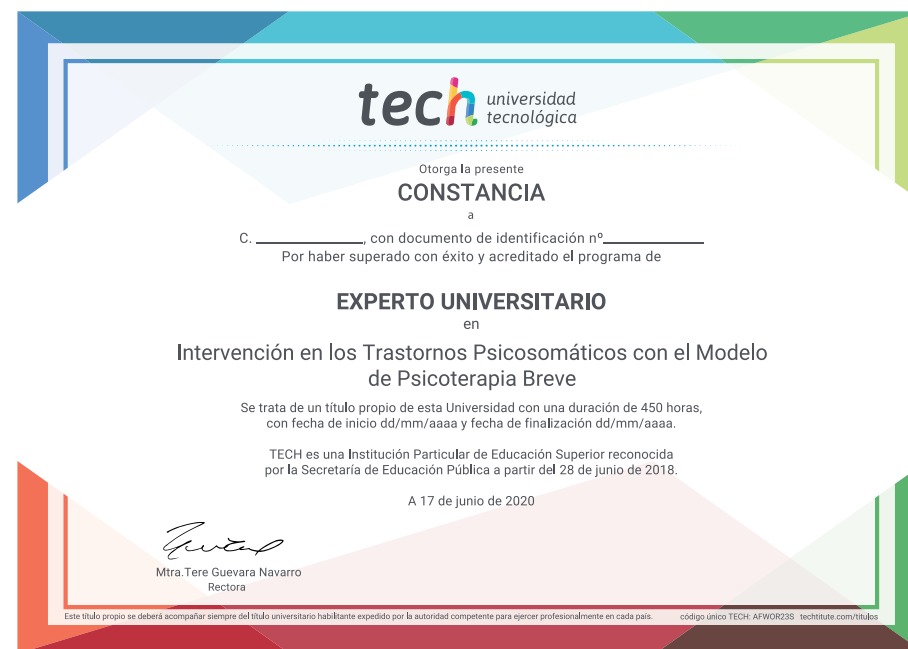 tech universidad
tecnológica
Otorga la presente
CONSTANCIA
a
C. ____________, con documento de identificación nº____________
Por haber superado con éxito y acreditado el programa de
EXPERTO UNIVERSITARIO
en
Intervención en los Trastornos Psicosomáticos con el Modelo
de Psicoterapia Breve
Se trata de un título propio de esta Universidad con una duración de 450 horas,
con fecha de inicio dd/mm/aaaa y fecha de finalización dd/mm/aaaa.
TECH es una Institución Particular de Educación Superior reconocida
por la Secretaría de Educación Pública a partir del 28 de junio de 2018.
A 17 de junio de 2020
Mtra.Tere Guevara Navarro
Rectora
Este título propio se deberá acompañar siempre del título universitario habilitante expedido por la autoridad competente para ejercer profesionalmente en cada país. código único TECH: AFWOR23S techtitute.com/titulos